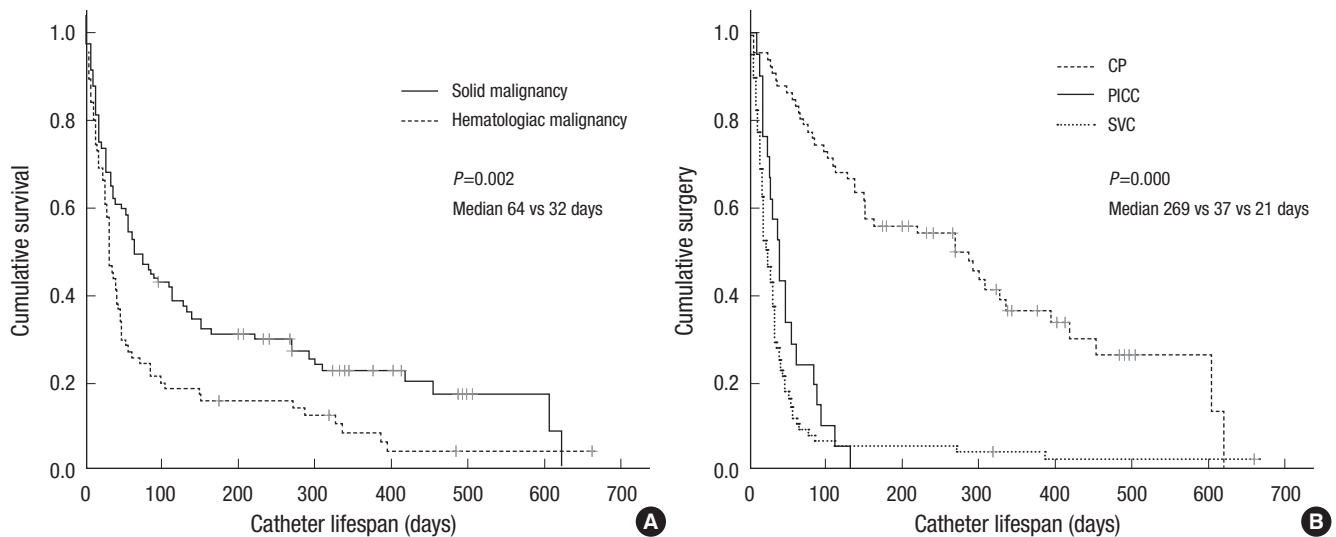 Cumulative survival
1.0
0.8
0.6
0.4
0.2
0.0
0 100 200 300 400 500 600 700
Catheter lifespan (days)
Solid malignancy
Hematologiac malignancy
P=0.002
Median 64 vs 32 days
A
Cumulative surgery
1.0
0.8
0.6
0.4
0.2
0.0
0 100 200 300 400 500 600 700
Catheter lifespan (days)
CP
PICC
SVC
P=0.000
Median 269 vs 37 vs 21 days
B